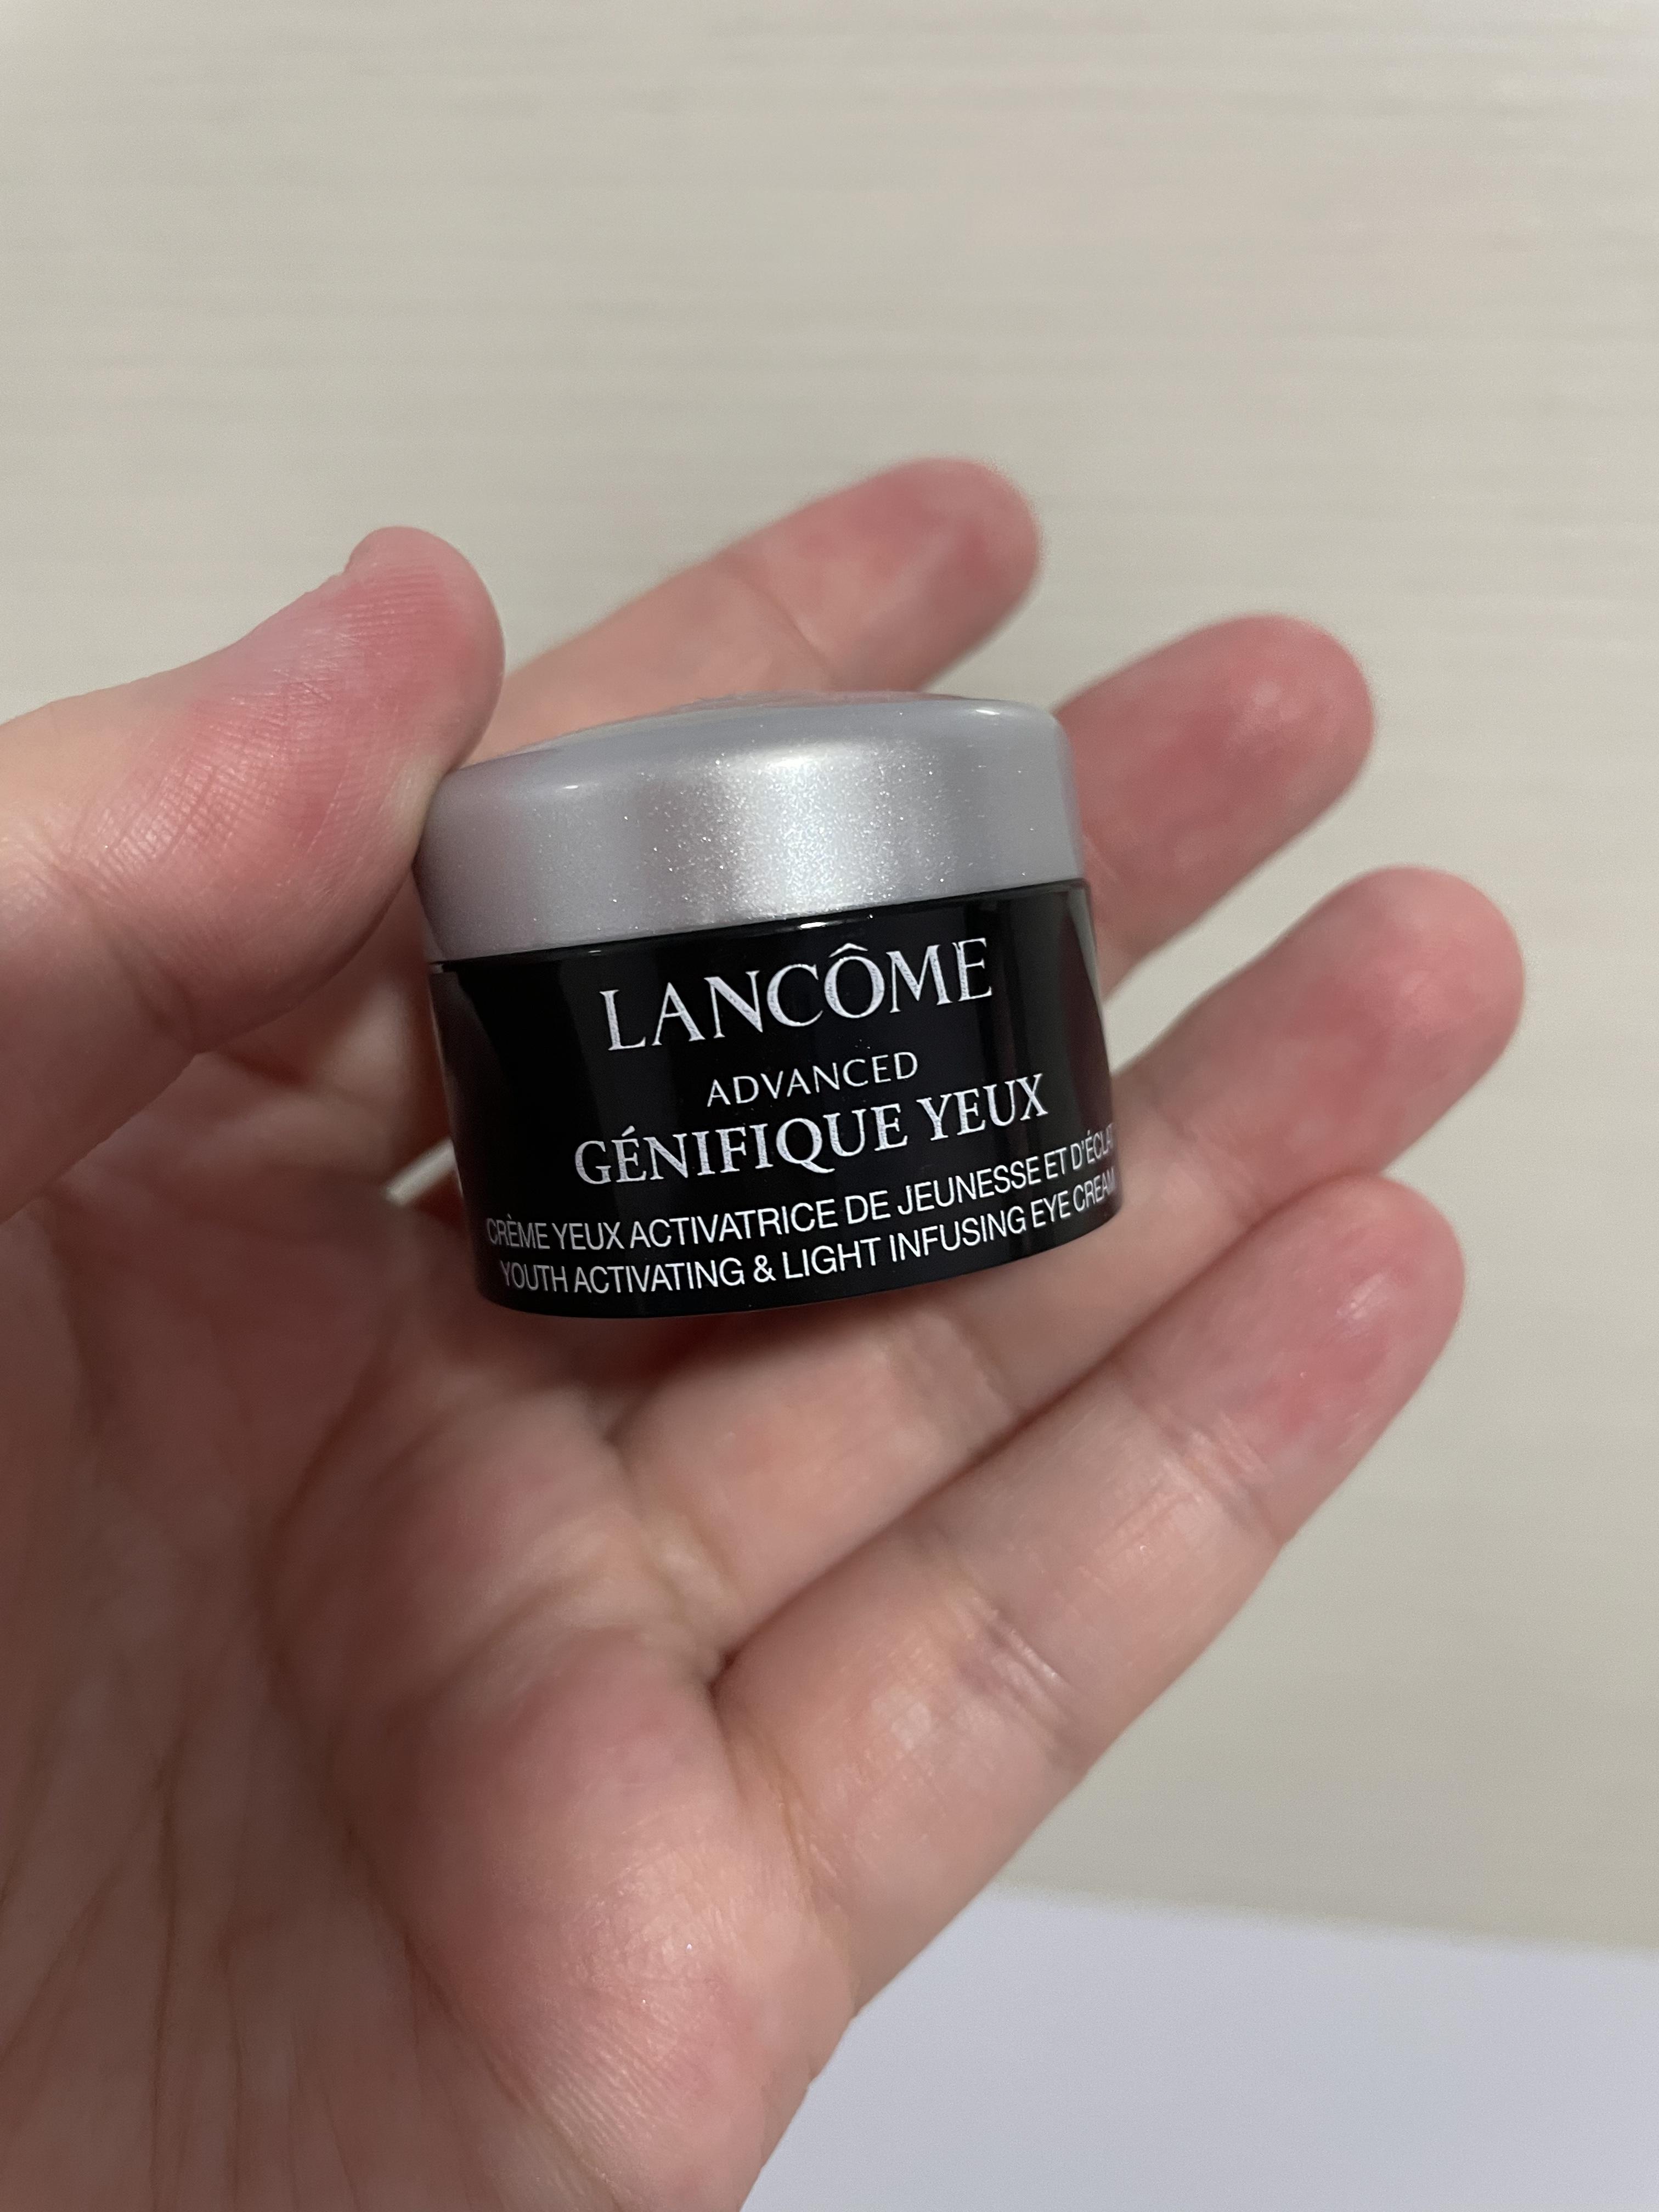 LANCÔME
ADVANCED
GÉNIFIQUE YEUX
CRÈME YEUX ACTIVATRICE DE JEUNESSE ET D'ÉCLAT
YOUTH ACTIVATING & LIGHT INFUSING EYE CREAM